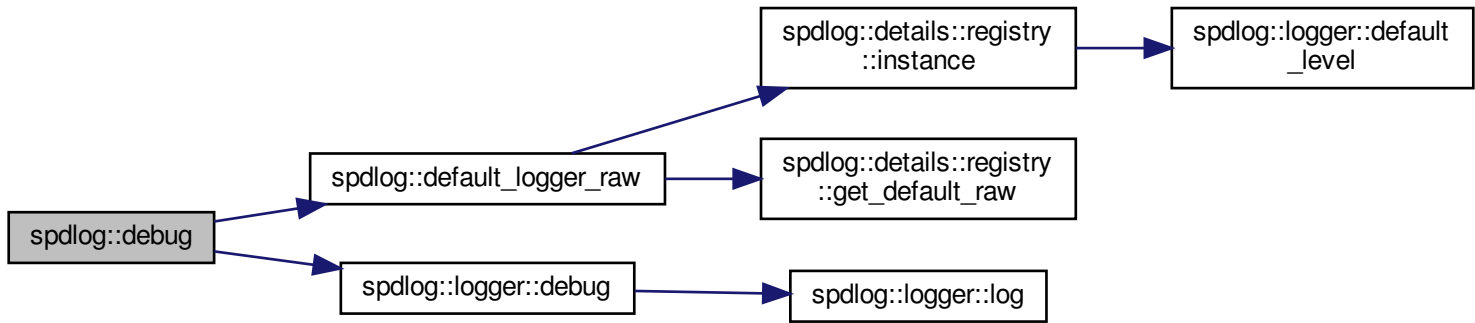 spdlog::debug
spdlog::default_logger_raw
spdlog::logger::debug
spdlog::details::registry
::instance
spdlog::details::registry
::get_default_raw
spdlog::logger::log
spdlog::logger::default
_level